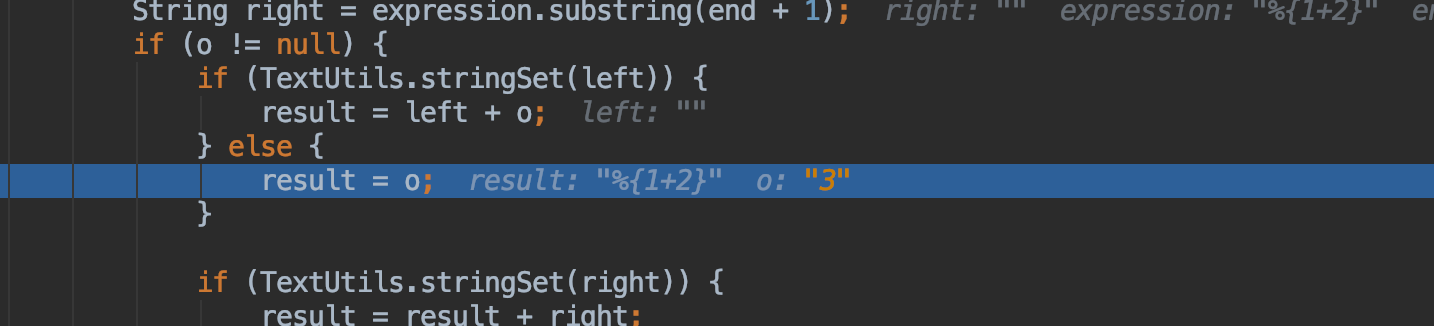 String right = expression.substring(end + 1); right: "" expression: "%{1+2}"
if (o != null) {
if (TextUtils.stringSet(left)) {
result = left + o; left: ""
} else {
result = o; result: "%{1+2}" o: "3"
}
if (TextUtils.stringSet(right)) {
result = result + right;